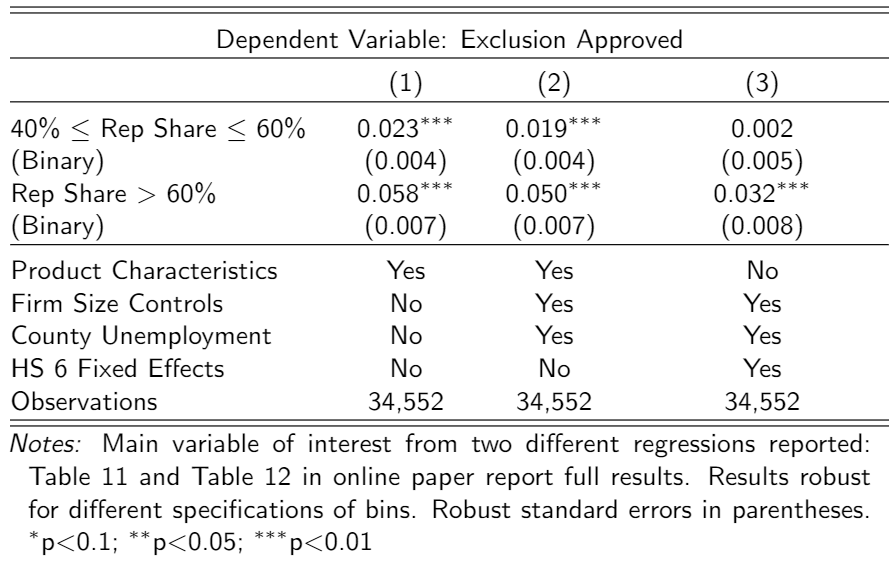 Dependent Variable: Exclusion Approved
(1) (2) (3)
40% ≤ Rep Share ≤ 60% 0.023*** 0.019*** 0.002
(Binary) (0.004) (0.004) (0.005)
Rep Share > 60% 0.058*** 0.050*** 0.032***
(Binary) (0.007) (0.007) (0.008)
Product Characteristics Yes Yes No
Firm Size Controls No Yes Yes
County Unemployment No Yes Yes
HS 6 Fixed Effects No No Yes
Observations 34,552 34,552 34,552
Notes: Main variable of interest from two different regressions reported:
Table 11 and Table 12 in online paper report full results. Results robust
for different specifications of bins. Robust standard errors in parentheses.
*p<0.1; **p<0.05; ***p<0.01